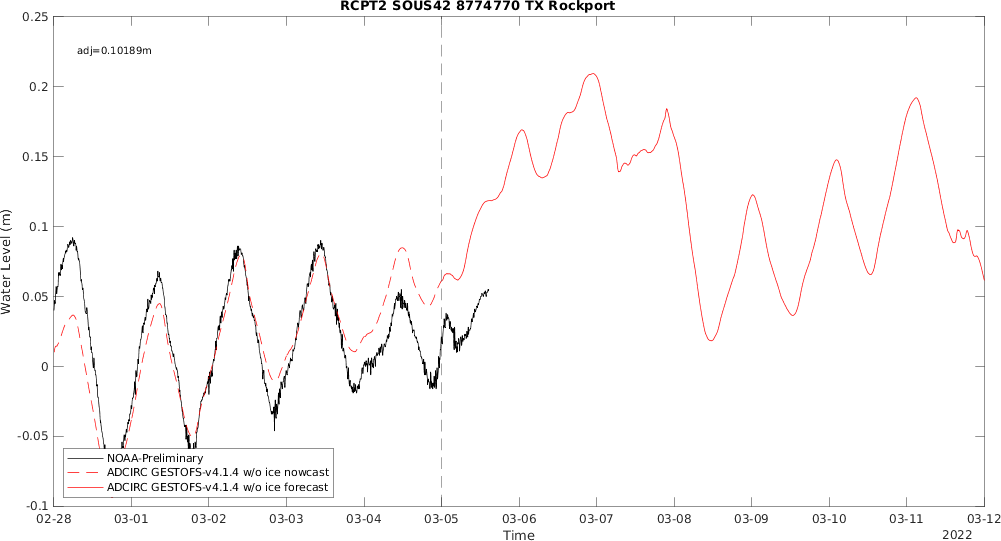 RCPT2 SOUS42 8774770 TX Rockport
0.25
adj=0.10189m
0.2
0.15
0.1
0.05
0
-0.05
-0.1
Water Level (m)
NOAA-Preliminary
ADCIRC GESTOFS-v4.1.4 w/o ice nowcast
ADCIRC GESTOFS-v4.1.4 w/o ice forecast
02-28 03-01 03-02 03-03 03-04 03-05 03-06 03-07 03-08 03-09 03-10 03-11 03-12
Time
2022